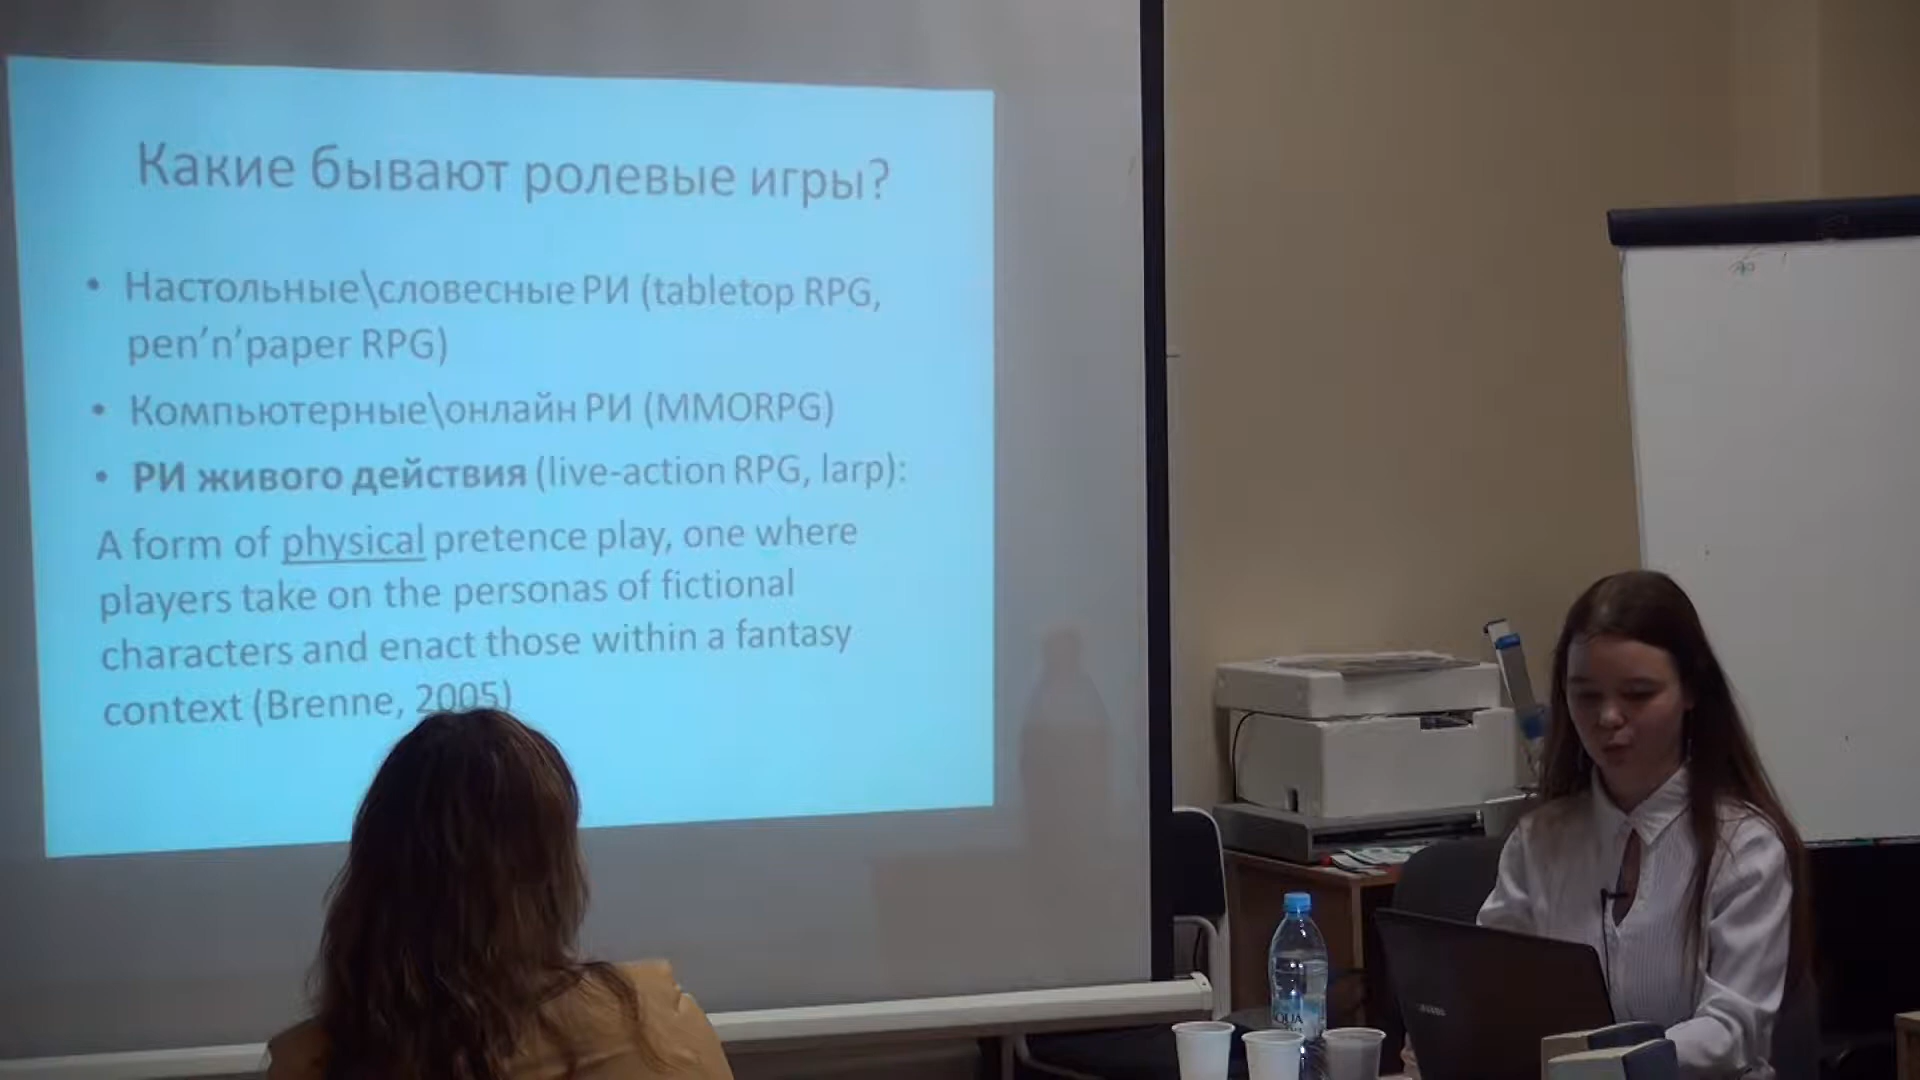 Какие бывают ролевые игры?
• Настольные\словесные РИ (tabletop RPG,
pen’n’paper RPG)
• Компьютерные\онлайн РИ (MMORPG)
• РИ живого действия (live-action RPG, larp):
A form of physical pretence play, one where
players take on the personas of fictional
characters and enact those within a fantasy
context (Brenne, 2005)
AQUA